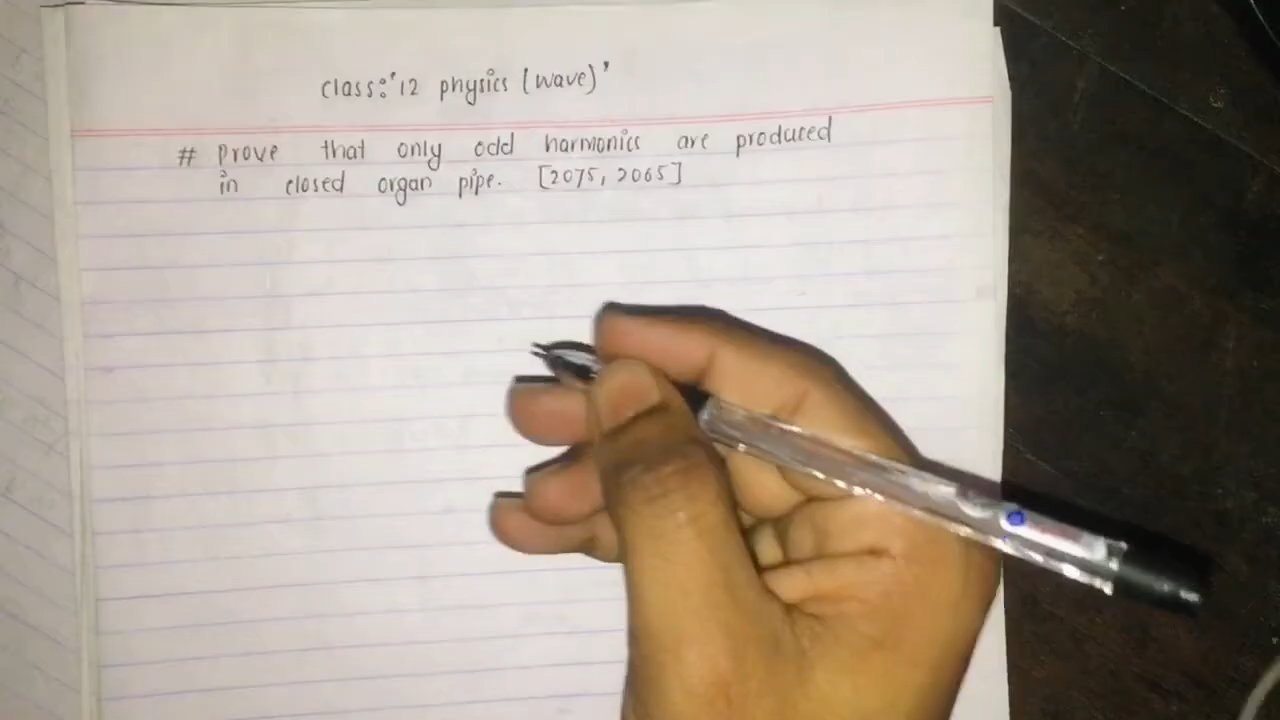 class:'12 physics (wave)'
# prove that only odd harmonics are produced
in closed organ pipe. [2075, 2065]